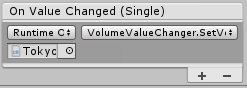 On Value Changed (Single)
Runtime C
VolumeValueChanger.SetV
Tokyo
+ −